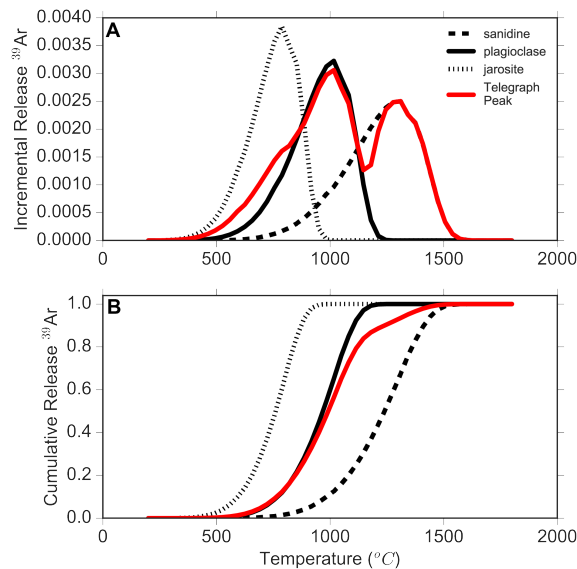 A
Incremental Release ³⁹Ar
0.0040
0.0035
0.0030
0.0025
0.0020
0.0015
0.0010
0.0005
0.0000
sanidine
plagioclase
jarosite
Telegraph
Peak
0 500 1000 1500 2000
B
Cumulative Release ³⁹Ar
1.0
0.8
0.6
0.4
0.2
0.0
0 500 1000 1500 2000
Temperature (°C)